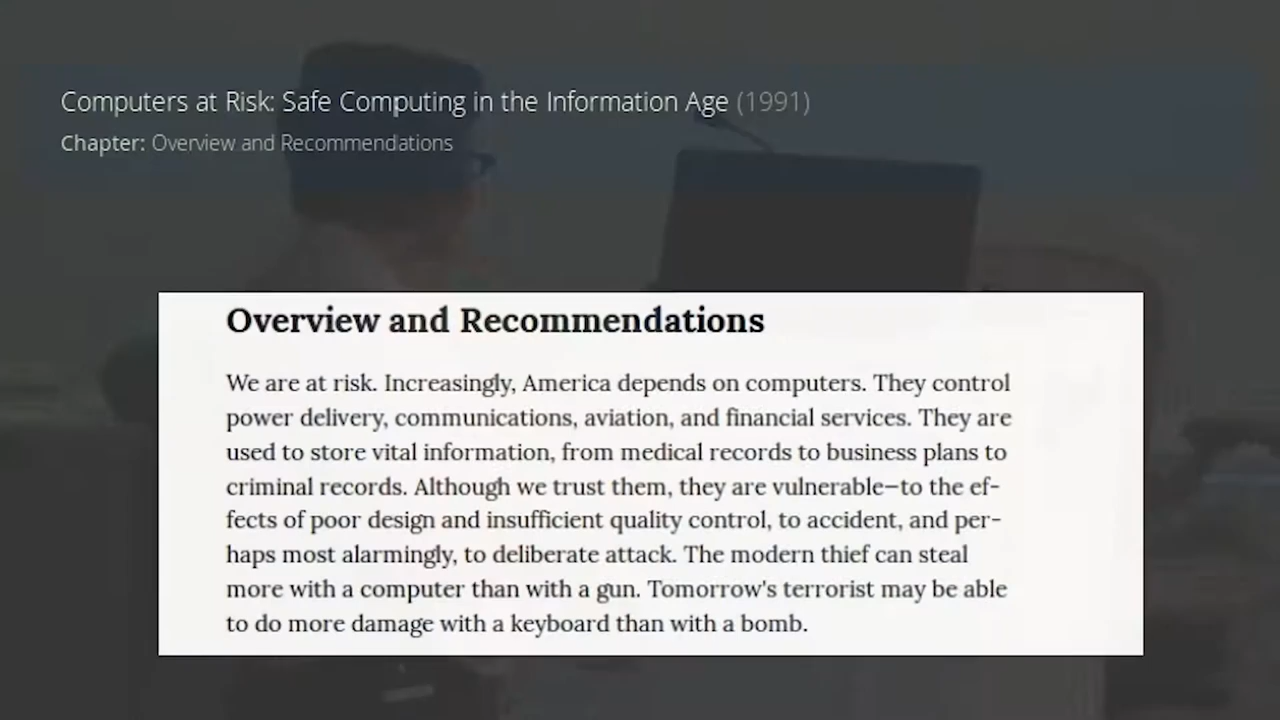 Computers at Risk: Safe Computing in the Information Age (1991)
Chapter: Overview and Recommendations
Overview and Recommendations
We are at risk. Increasingly, America depends on computers. They control
power delivery, communications, aviation, and financial services. They are
used to store vital information, from medical records to business plans to
criminal records. Although we trust them, they are vulnerable—to the ef-
fects of poor design and insufficient quality control, to accident, and per-
haps most alarmingly, to deliberate attack. The modern thief can steal
more with a computer than with a gun. Tomorrow's terrorist may be able
to do more damage with a keyboard than with a bomb.